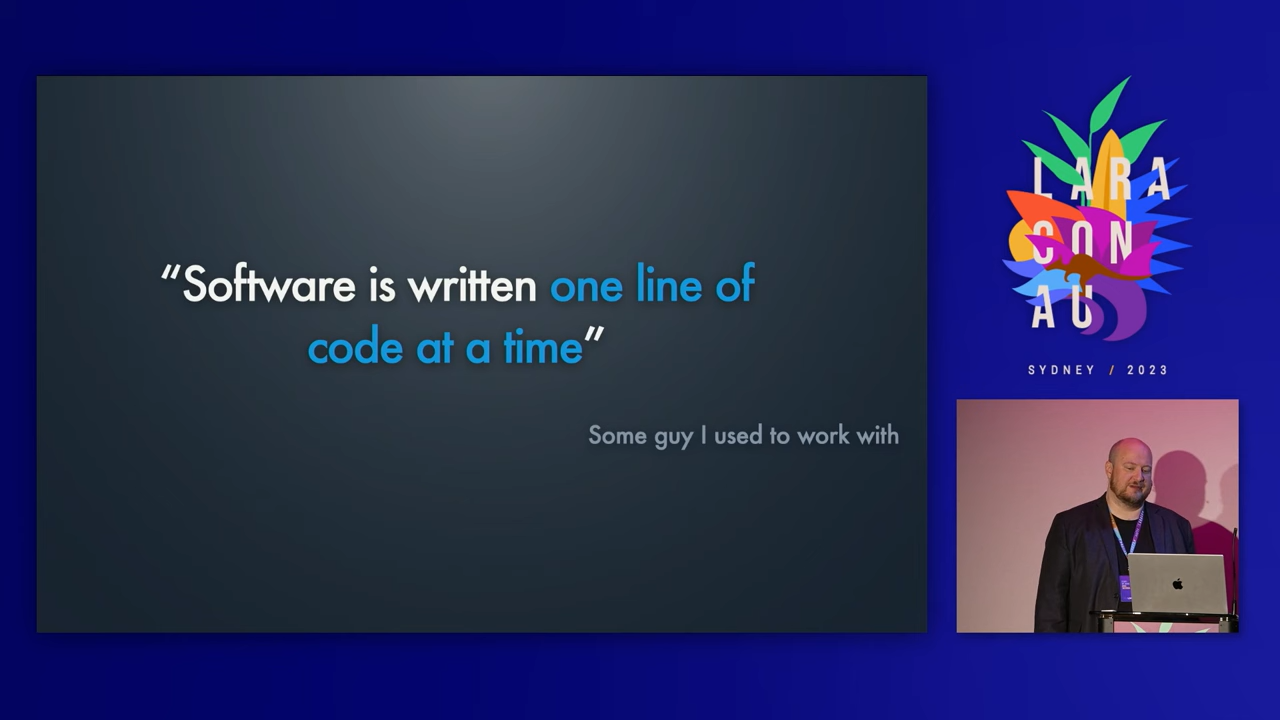 “Software is written one line of
code at a time”
Some guy I used to work with
LARA
CON
AU
SYDNEY / 2023